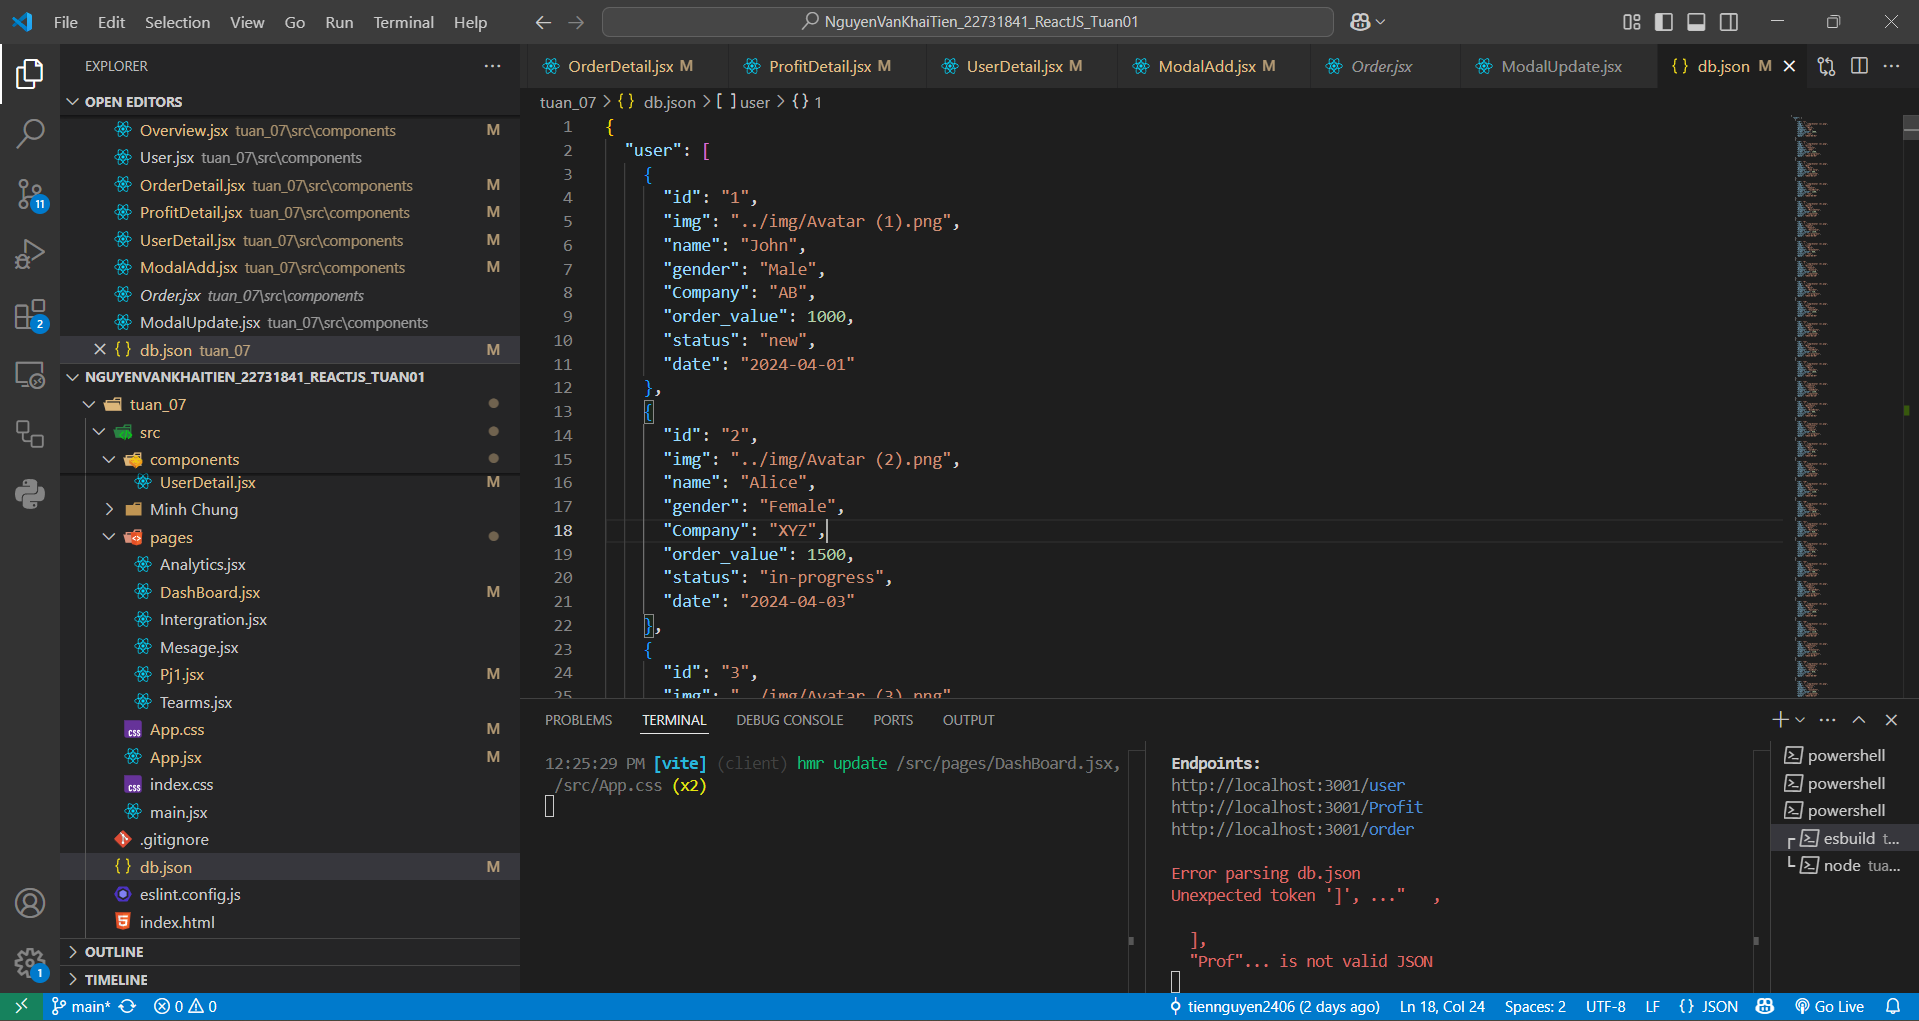 File Edit Selection View Go Run Terminal Help
NguyenVanKhaiTien_22731841_ReactJS_Tuan01
EXPLORER
OPEN EDITORS
Overview.jsx tuan_07\src\components M
User.jsx tuan_07\src\components
OrderDetail.jsx tuan_07\src\components M
ProfitDetail.jsx tuan_07\src\components M
UserDetail.jsx tuan_07\src\components M
ModalAdd.jsx tuan_07\src\components M
Order.jsx tuan_07\src\components
ModalUpdate.jsx tuan_07\src\components
{} db.json tuan_07 M
NGUYENVANKHAITIEN_22731841_REACTJS_TUAN01
tuan_07
src
components
UserDetail.jsx M
Minh Chung
pages
Analytics.jsx
DashBoard.jsx M
Intergration.jsx
Mesage.jsx
Pj1.jsx M
Tearms.jsx
App.css M
App.jsx M
index.css
main.jsx
.gitignore
{} db.json M
eslint.config.js
index.html
OUTLINE
TIMELINE
11
2
1
OrderDetail.jsx M ProfitDetail.jsx M UserDetail.jsx M ModalAdd.jsx M Order.jsx ModalUpdate.jsx {} db.json M
tuan_07 > {} db.json > [ ] user > {} 1
1 {
2 "user": [
3 {
4 "id": "1",
5 "img": "../img/Avatar (1).png",
6 "name": "John",
7 "gender": "Male",
8 "Company": "AB",
9 "order_value": 1000,
10 "status": "new",
11 "date": "2024-04-01"
12 },
13 {
14 "id": "2",
15 "img": "../img/Avatar (2).png",
16 "name": "Alice",
17 "gender": "Female",
18 "Company": "XYZ",
19 "order_value": 1500,
20 "status": "in-progress",
21 "date": "2024-04-03"
22 },
23 {
24 "id": "3",
25 "img": "../img/Avatar (3).png"
PROBLEMS TERMINAL DEBUG CONSOLE PORTS OUTPUT
12:25:29 PM [vite] (client) hmr update /src/pages/DashBoard.jsx,
/src/App.css (x2)
Endpoints:
http://localhost:3001/user
http://localhost:3001/Profit
http://localhost:3001/order
Error parsing db.json
Unexpected token ']', ..." ,
],
"Prof"... is not valid JSON
powershell
powershell
powershell
esbuild t...
node tua...
main* 0 0 tiennguyen2406 (2 days ago) Ln 18, Col 24 Spaces: 2 UTF-8 LF {} JSON Go Live